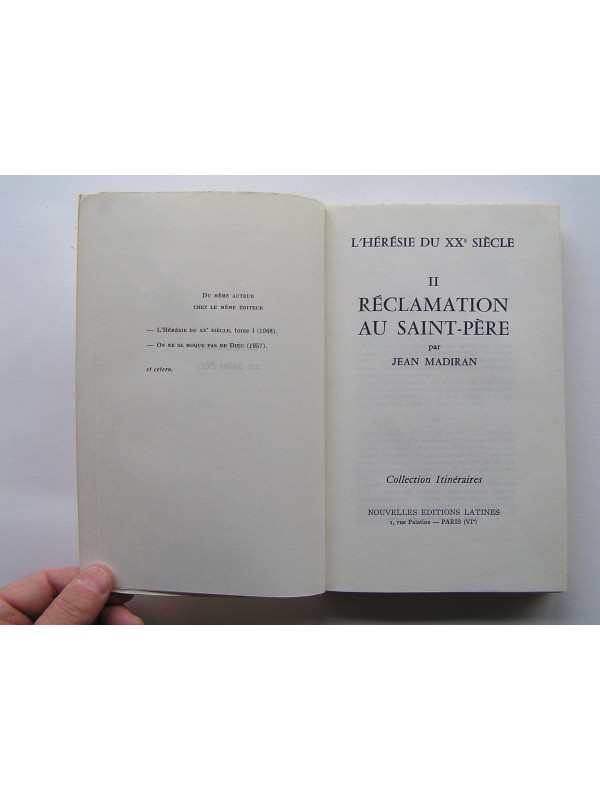 DU MÊME AUTEUR
CHEZ LE MÊME ÉDITEUR
— L'HÉRÉSIE DU XXe SIÈCLE, tome I (1968).
— ON NE SE MOQUE PAS DE DIEU (1957).
et cetera.
L'HÉRÉSIE DU XXe SIÈCLE
II
RÉCLAMATION
AU SAINT-PÈRE
par
JEAN MADIRAN
Collection Itinéraires
NOUVELLES EDITIONS LATINES
1, rue Palatine — PARIS (VIe)